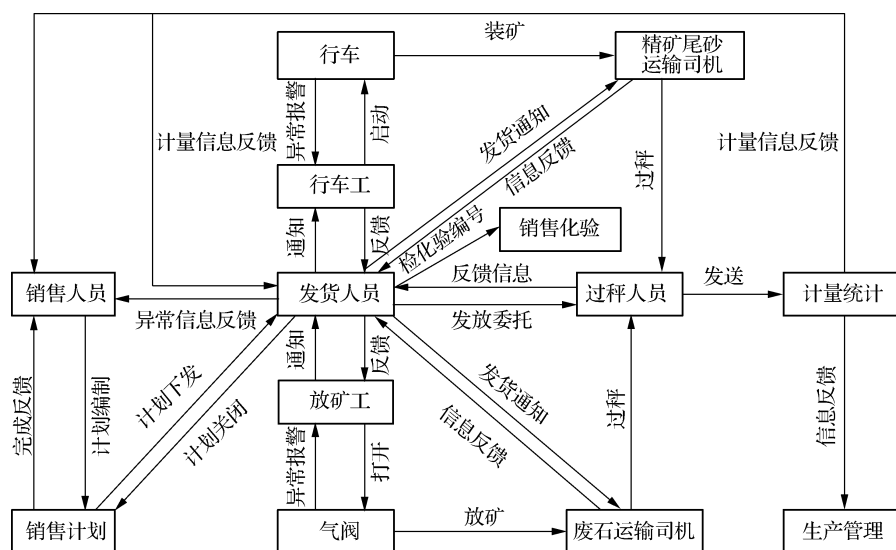 装矿
行车
精矿尾砂
运输司机
异常报警
启动
计量信息反馈
发货通知
信息反馈
过秤
计量信息反馈
行车工
通知
反馈
检化验编号
销售化验
销售人员
发货人员
反馈信息
过秤人员
发送
计量统计
异常信息反馈
发放委托
通知
反馈
完成反馈
计划编制
计划下发
计划关闭
放矿工
发货通知
信息反馈
过秤
信息反馈
异常报警
打开
销售计划
气阀
放矿
废石运输司机
生产管理